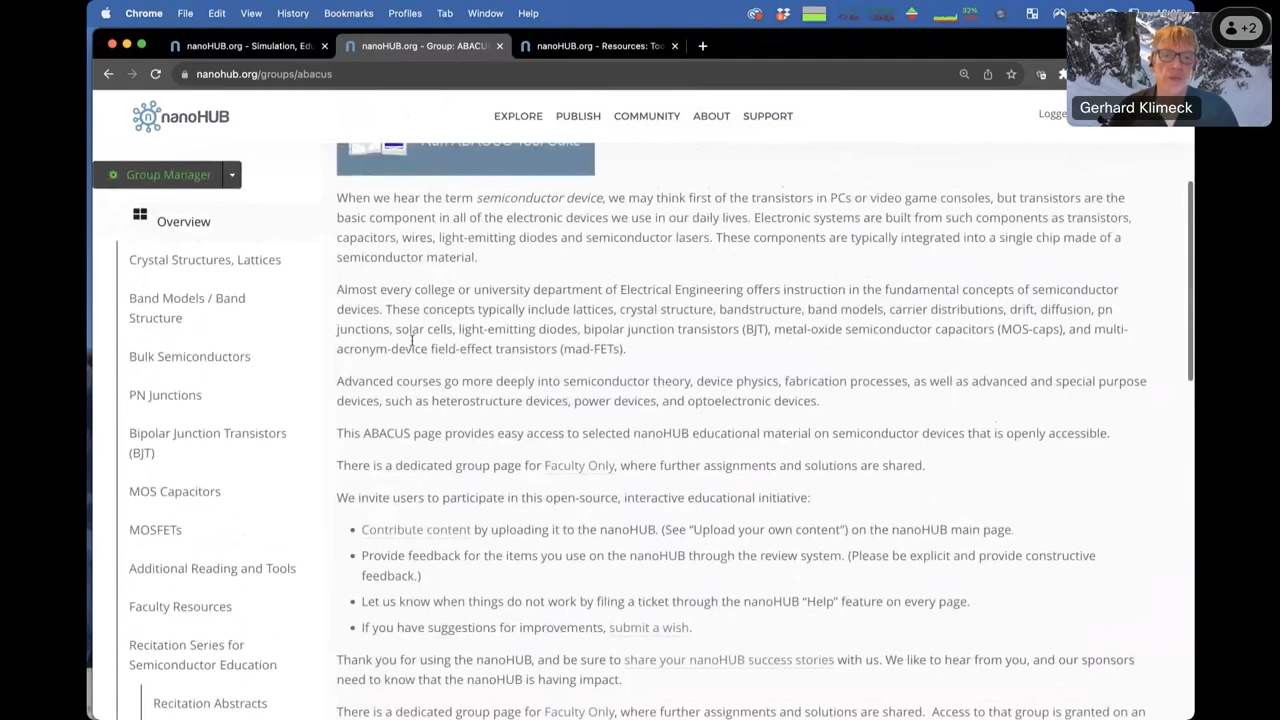 Chrome File Edit View History Bookmarks Profiles Tab Window Help
32%
nanoHUB.org - Simulation, Edu
nanoHUB.org - Group: ABACU
nanoHUB.org - Resources: Too
nanohub.org/groups/abacus
+2
Gerhard Klimeck
nanoHUB
EXPLORE PUBLISH COMMUNITY ABOUT SUPPORT
Logge
Group Manager
Overview
Crystal Structures, Lattices
Band Models / Band
Structure
Bulk Semiconductors
PN Junctions
Bipolar Junction Transistors
(BJT)
MOS Capacitors
MOSFETs
Additional Reading and Tools
Faculty Resources
Recitation Series for
Semiconductor Education
Recitation Abstracts
When we hear the term semiconductor device, we may think first of the transistors in PCs or video game consoles, but transistors are the
basic component in all of the electronic devices we use in our daily lives. Electronic systems are built from such components as transistors,
capacitors, wires, light-emitting diodes and semiconductor lasers. These components are typically integrated into a single chip made of a
semiconductor material.
Almost every college or university department of Electrical Engineering offers instruction in the fundamental concepts of semiconductor
devices. These concepts typically include lattices, crystal structure, bandstructure, band models, carrier distributions, drift, diffusion, pn
junctions, solar cells, light-emitting diodes, bipolar junction transistors (BJT), metal-oxide semiconductor capacitors (MOS-caps), and multi-
acronym-device field-effect transistors (mad-FETs).
Advanced courses go more deeply into semiconductor theory, device physics, fabrication processes, as well as advanced and special purpose
devices, such as heterostructure devices, power devices, and optoelectronic devices.
This ABACUS page provides easy access to selected nanoHUB educational material on semiconductor devices that is openly accessible.
There is a dedicated group page for Faculty Only, where further assignments and solutions are shared.
We invite users to participate in this open-source, interactive educational initiative:
• Contribute content by uploading it to the nanoHUB. (See “Upload your own content”) on the nanoHUB main page.
• Provide feedback for the items you use on the nanoHUB through the review system. (Please be explicit and provide constructive
feedback.)
• Let us know when things do not work by filing a ticket through the nanoHUB “Help” feature on every page.
• If you have suggestions for improvements, submit a wish.
Thank you for using the nanoHUB, and be sure to share your nanoHUB success stories with us. We like to hear from you, and our sponsors
need to know that the nanoHUB is having impact.
There is a dedicated group page for Faculty Only, where further assignments and solutions are shared. Access to that group is granted on an